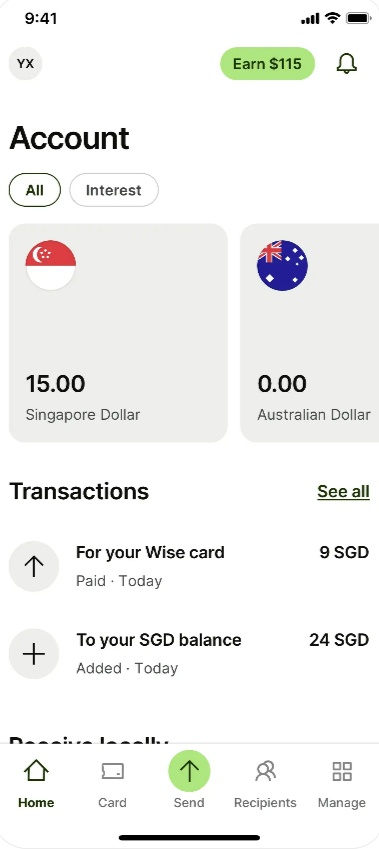 9:41
YX
Earn $115
Account
All
Interest
15.00
Singapore Dollar
0.00
Australian Dollar
Transactions
See all
For your Wise card
9 SGD
Paid · Today
To your SGD balance
24 SGD
Added · Today
Receive locally
Home
Card
Send
Recipients
Manage